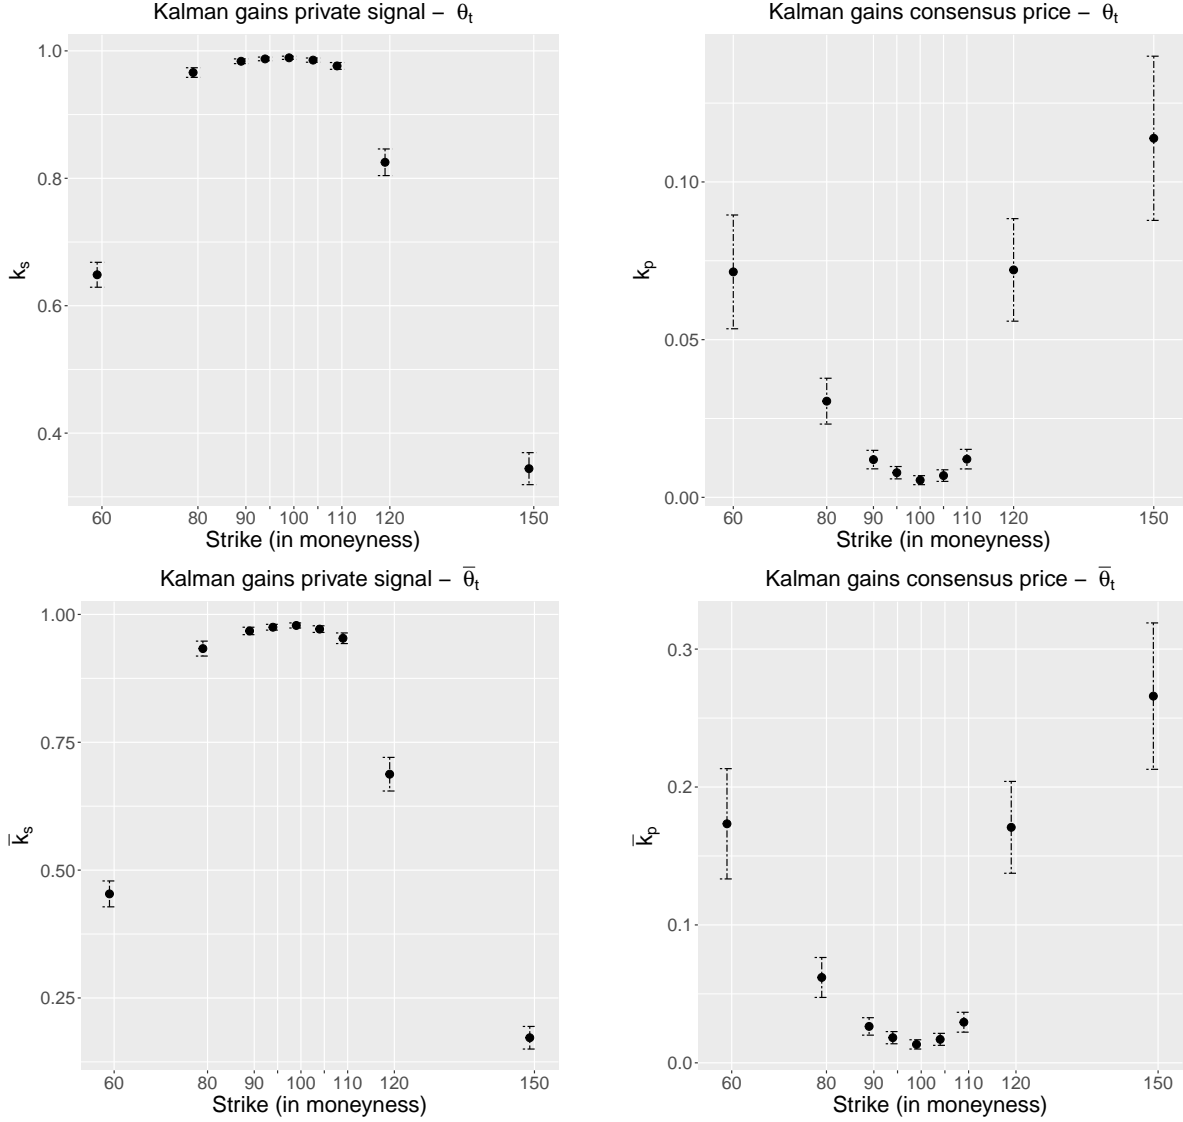 Kalman gains private signal – θt
1.0
0.8
0.6
0.4
ks
60 80 90 100 110 120 150
Strike (in moneyness)
Kalman gains consensus price – θt
0.10
0.05
0.00
kp
60 80 90 100 110 120 150
Strike (in moneyness)
Kalman gains private signal – θ̅t
1.00
0.75
0.50
0.25
k̅s
60 80 90 100 110 120 150
Strike (in moneyness)
Kalman gains consensus price – θ̅t
0.3
0.2
0.1
0.0
k̅p
60 80 90 100 110 120 150
Strike (in moneyness)